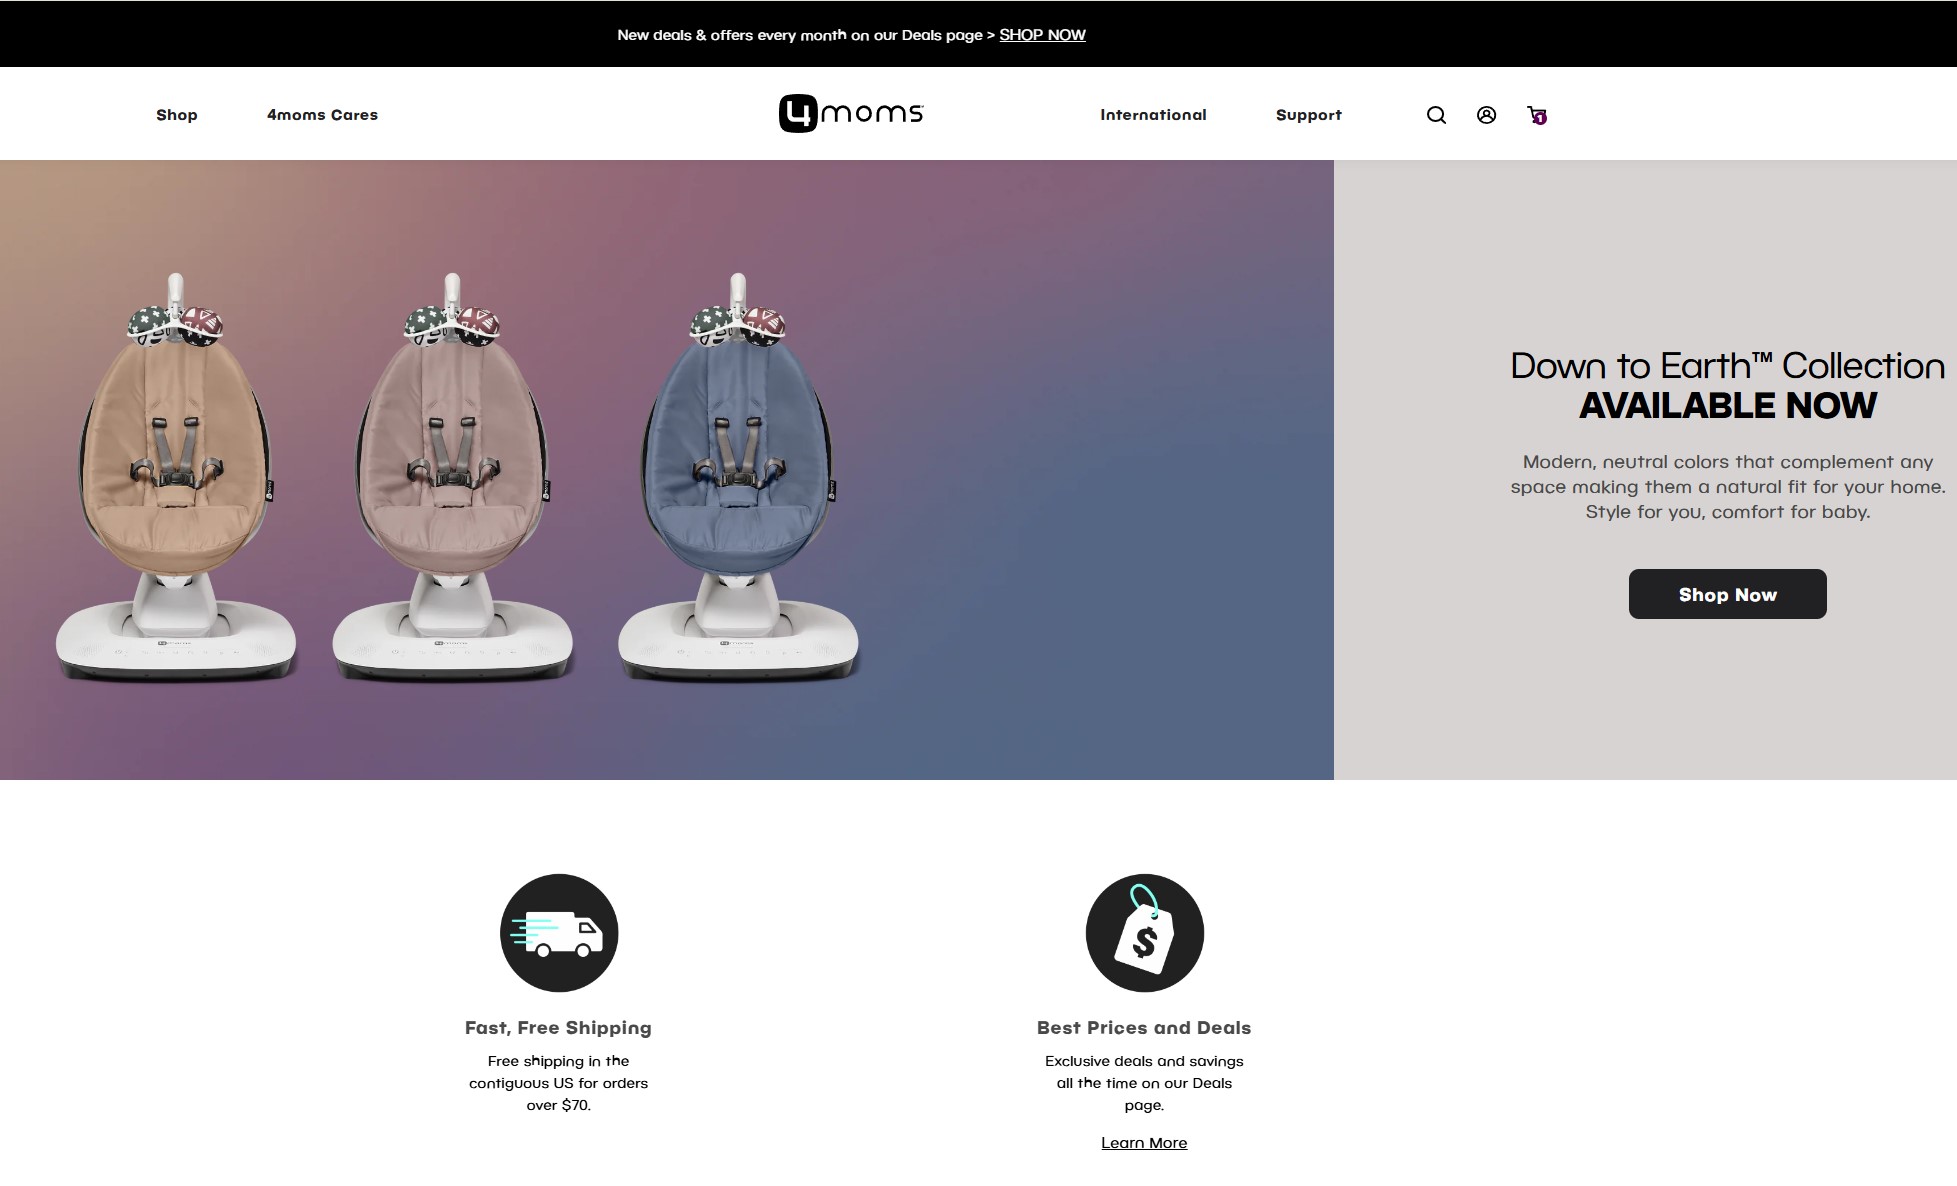 New deals & offers every month on our Deals page > SHOP NOW
Shop
4moms Cares
4moms
International
Support
1
Down to Earth™ Collection
AVAILABLE NOW
Modern, neutral colors that complement any
space making them a natural fit for your home.
Style for you, comfort for baby.
Shop Now
$
Fast, Free Shipping
Free shipping in the
contiguous US for orders
over $70.
Best Prices and Deals
Exclusive deals and savings
all the time on our Deals
page.
Learn More